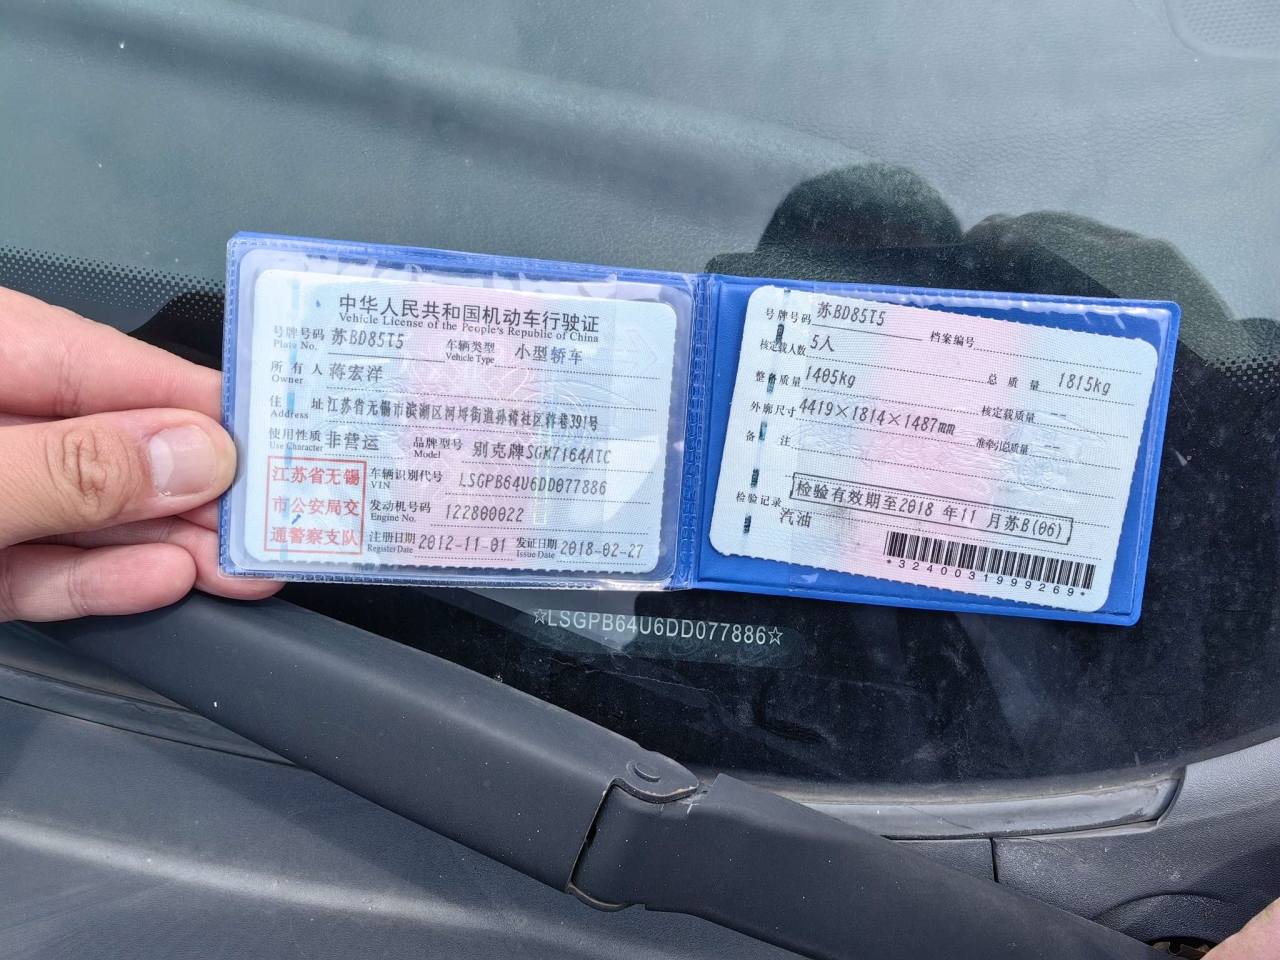 中华人民共和国机动车行驶证
Vehicle License of the People's Republic of China
号牌号码 苏BD85T5 车辆类型 小型轿车
Plate No. Vehicle Type
所有人 蒋宏洋
Owner
住址 江苏省无锡市滨湖区河埒街道孙蒋社区蒋巷391号
Address
使用性质 非营运 品牌型号 别克牌SGM7164ATC
Use Character Model
江苏省无锡
市公安局交
通警察支队
车辆识别代号 LSGPB64U6DD077886
VIN
发动机号码 122800022
Engine No.
注册日期 2012-11-01 发证日期 2018-02-27
Register Date Issue Date
号牌号码 苏BD85T5 档案编号
核定载人数 5人 总质量 1815kg
整备质量 1405kg 核定载质量 --
外廓尺寸 4419×1814×1487mm 准牵引总质量 --
备注
检验有效期至2018 年11 月苏B(06)
检验记录
汽油
*3240031999269*
☆LSGPB64U6DD077886☆